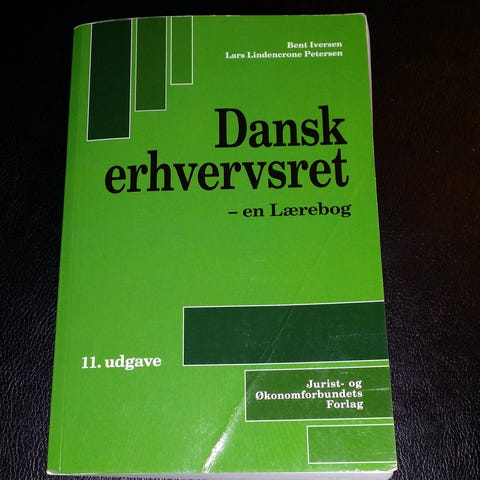 Bent Iversen
Lars Lindencrone Petersen
Dansk
erhvervsret
– en Lærebog
11. udgave
Jurist- og
Økonomforbundets
Forlag